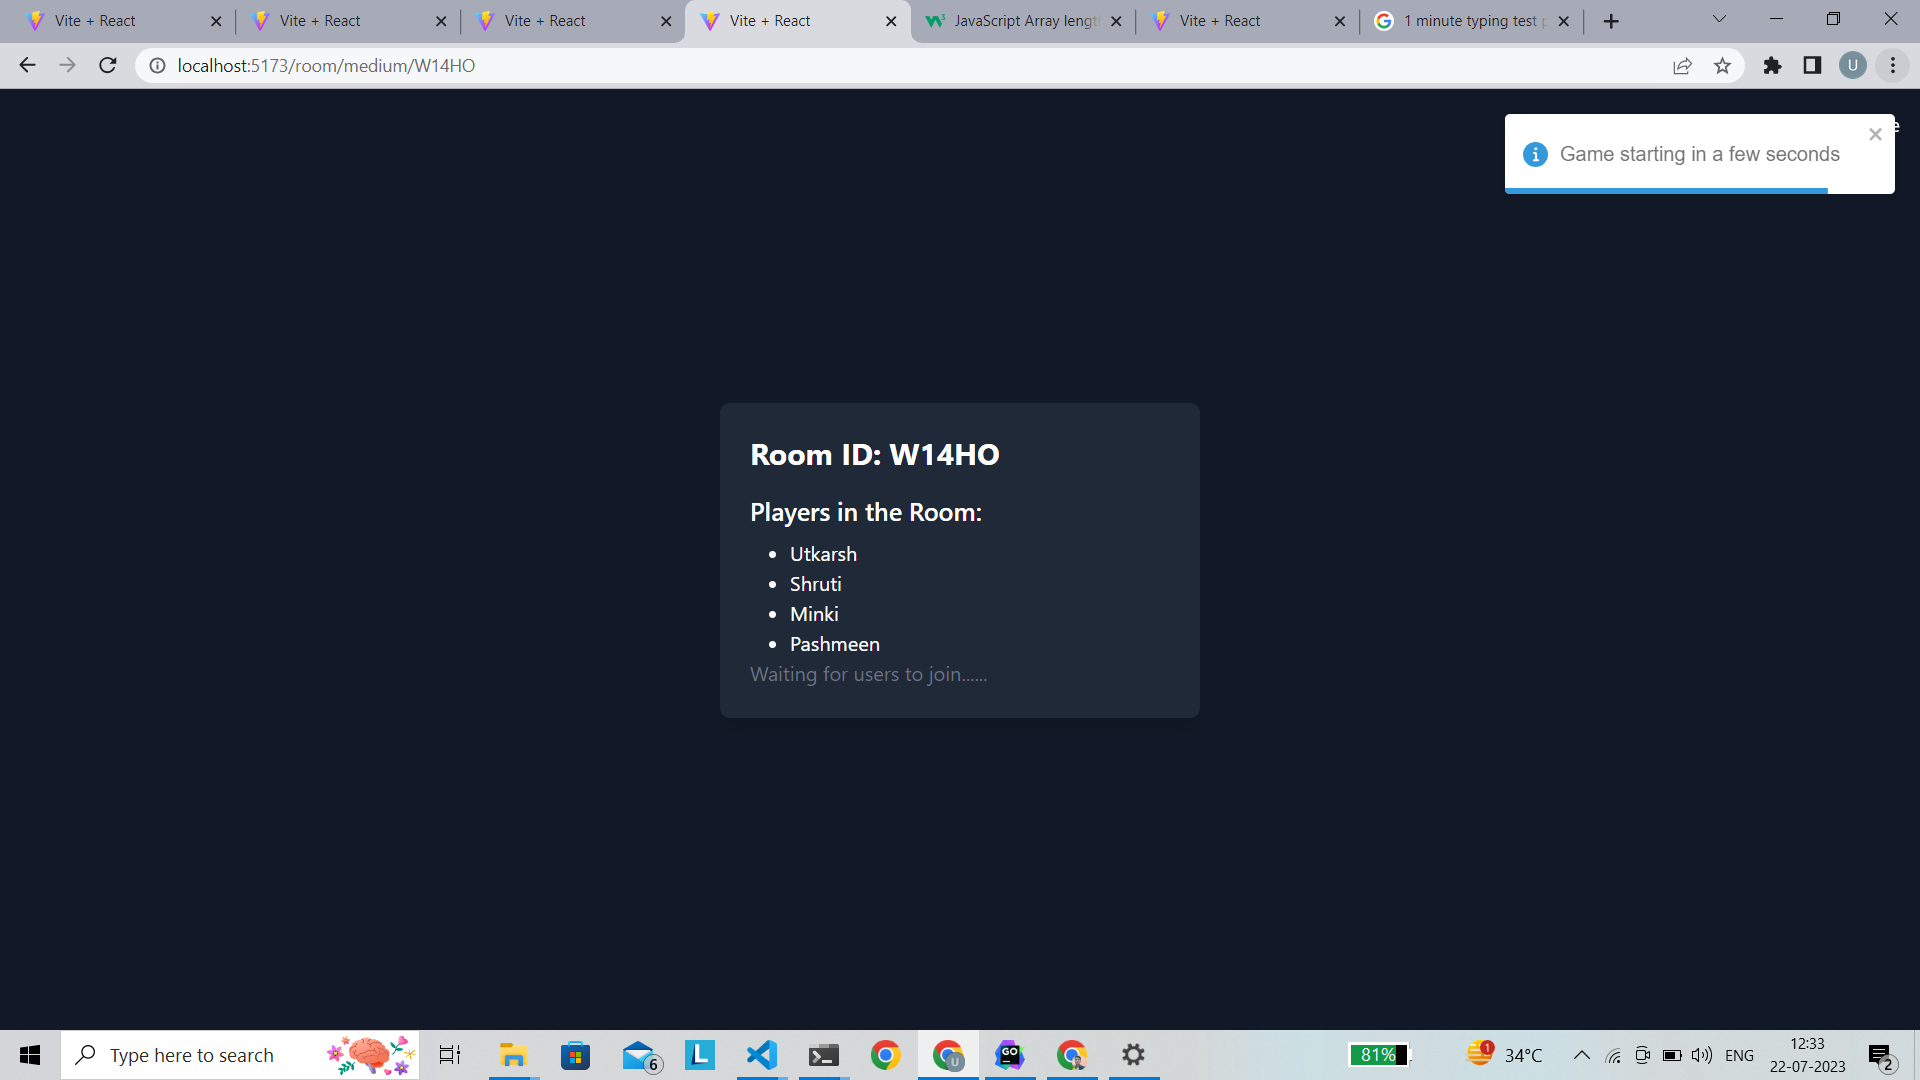 Vite + React
Vite + React
Vite + React
Vite + React
JavaScript Array lengt
Vite + React
1 minute typing test p
localhost:5173/room/medium/W14HO
U
e
Game starting in a few seconds
Room ID: W14HO
Players in the Room:
Utkarsh
Shruti
Minki
Pashmeen
Waiting for users to join......
Type here to search
6
L
U
GO
81%
1
34°C
ENG
12:33
22-07-2023
2